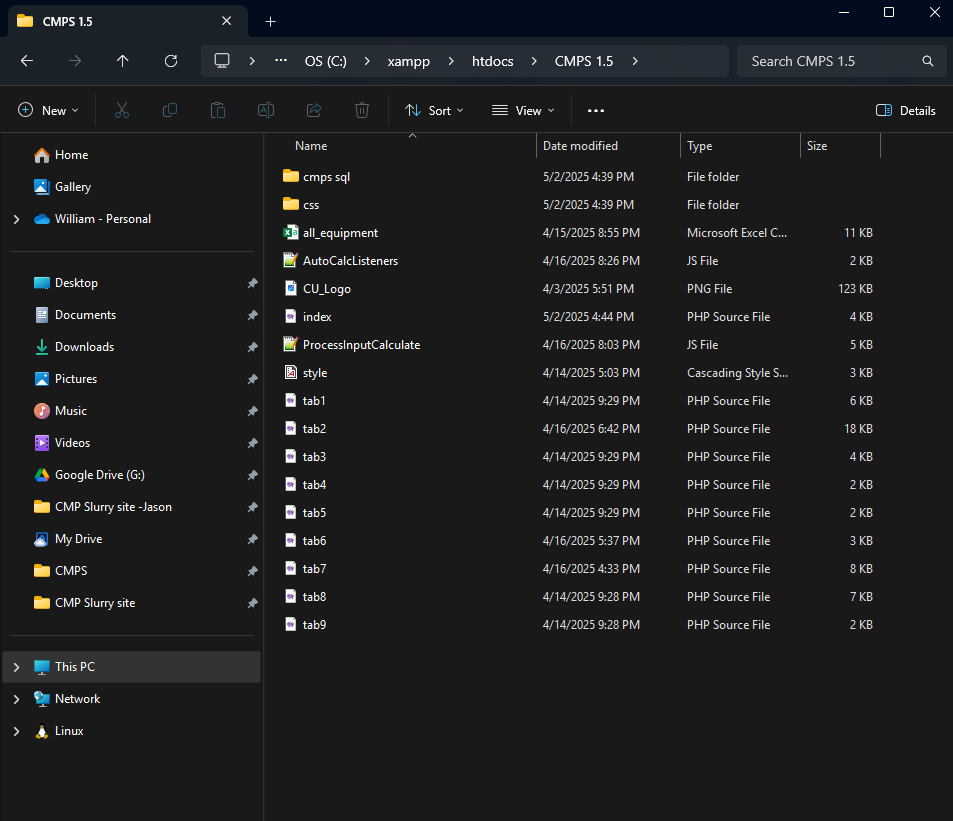 CMPS 1.5
OS (C:) xampp htdocs CMPS 1.5
Search CMPS 1.5
New Sort View ... Details
Home
Gallery
William - Personal
Desktop
Documents
Downloads
Pictures
Music
Videos
Google Drive (G:)
CMP Slurry site -Jason
My Drive
CMPS
CMP Slurry site
This PC
Network
Linux
Name Date modified Type Size
cmps sql 5/2/2025 4:39 PM File folder
css 5/2/2025 4:39 PM File folder
all_equipment 4/15/2025 8:55 PM Microsoft Excel C... 11 KB
AutoCalcListeners 4/16/2025 8:26 PM JS File 2 KB
CU_Logo 4/3/2025 5:51 PM PNG File 123 KB
index 5/2/2025 4:44 PM PHP Source File 4 KB
ProcessInputCalculate 4/16/2025 8:03 PM JS File 5 KB
style 4/14/2025 5:03 PM Cascading Style S... 3 KB
tab1 4/14/2025 9:29 PM PHP Source File 6 KB
tab2 4/16/2025 6:42 PM PHP Source File 18 KB
tab3 4/14/2025 9:29 PM PHP Source File 4 KB
tab4 4/14/2025 9:29 PM PHP Source File 2 KB
tab5 4/14/2025 9:29 PM PHP Source File 2 KB
tab6 4/16/2025 5:37 PM PHP Source File 3 KB
tab7 4/16/2025 4:33 PM PHP Source File 8 KB
tab8 4/14/2025 9:28 PM PHP Source File 7 KB
tab9 4/14/2025 9:28 PM PHP Source File 2 KB